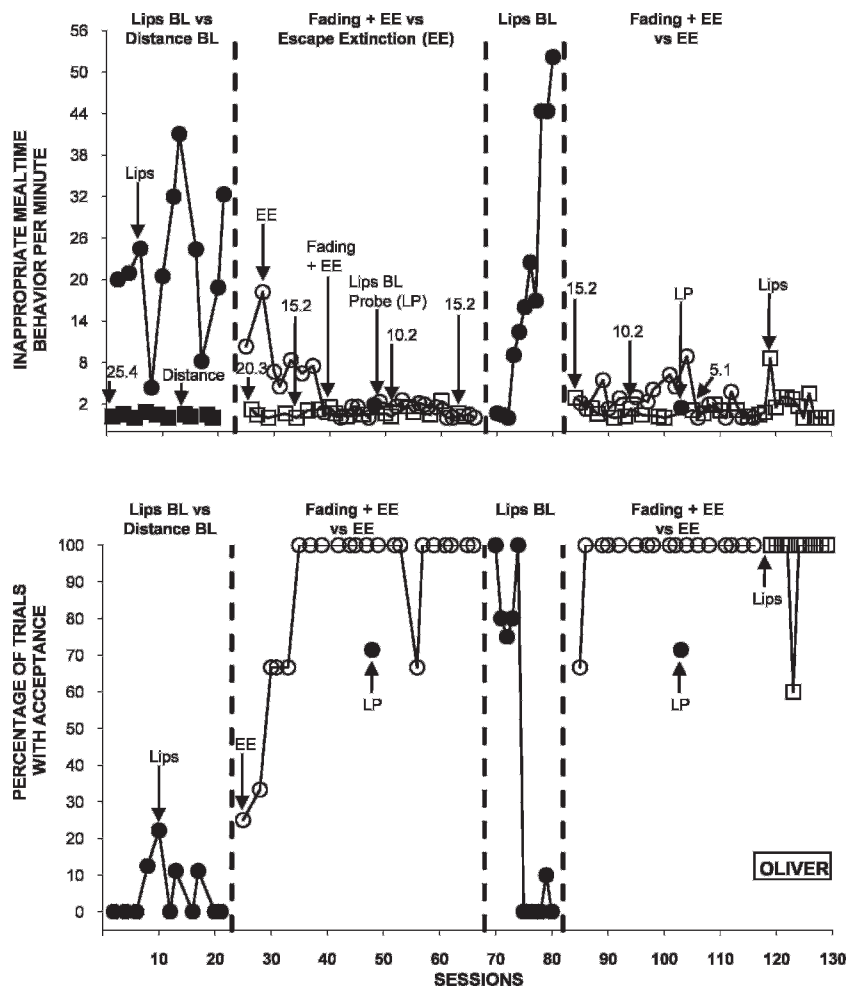 Lips BL vs
Distance BL
Fading + EE vs
Escape Extinction (EE)
Lips BL
Fading + EE
vs EE
INAPPROPRIATE MEALTIME
BEHAVIOR PER MINUTE
56
50
44
38
32
26
20
14
8
2
Lips
25.4
Distance
EE
20.3
15.2
Fading
+ EE
Lips BL
Probe (LP)
10.2
15.2
15.2
10.2
LP
5.1
Lips
Lips BL vs
Distance BL
Fading + EE
vs EE
Lips BL
Fading + EE
vs EE
PERCENTAGE OF TRIALS
WITH ACCEPTANCE
100
90
80
70
60
50
40
30
20
10
0
Lips
EE
LP
LP
Lips
OLIVER
10
20
30
40
50
60
70
80
90
100
110
120
130
SESSIONS